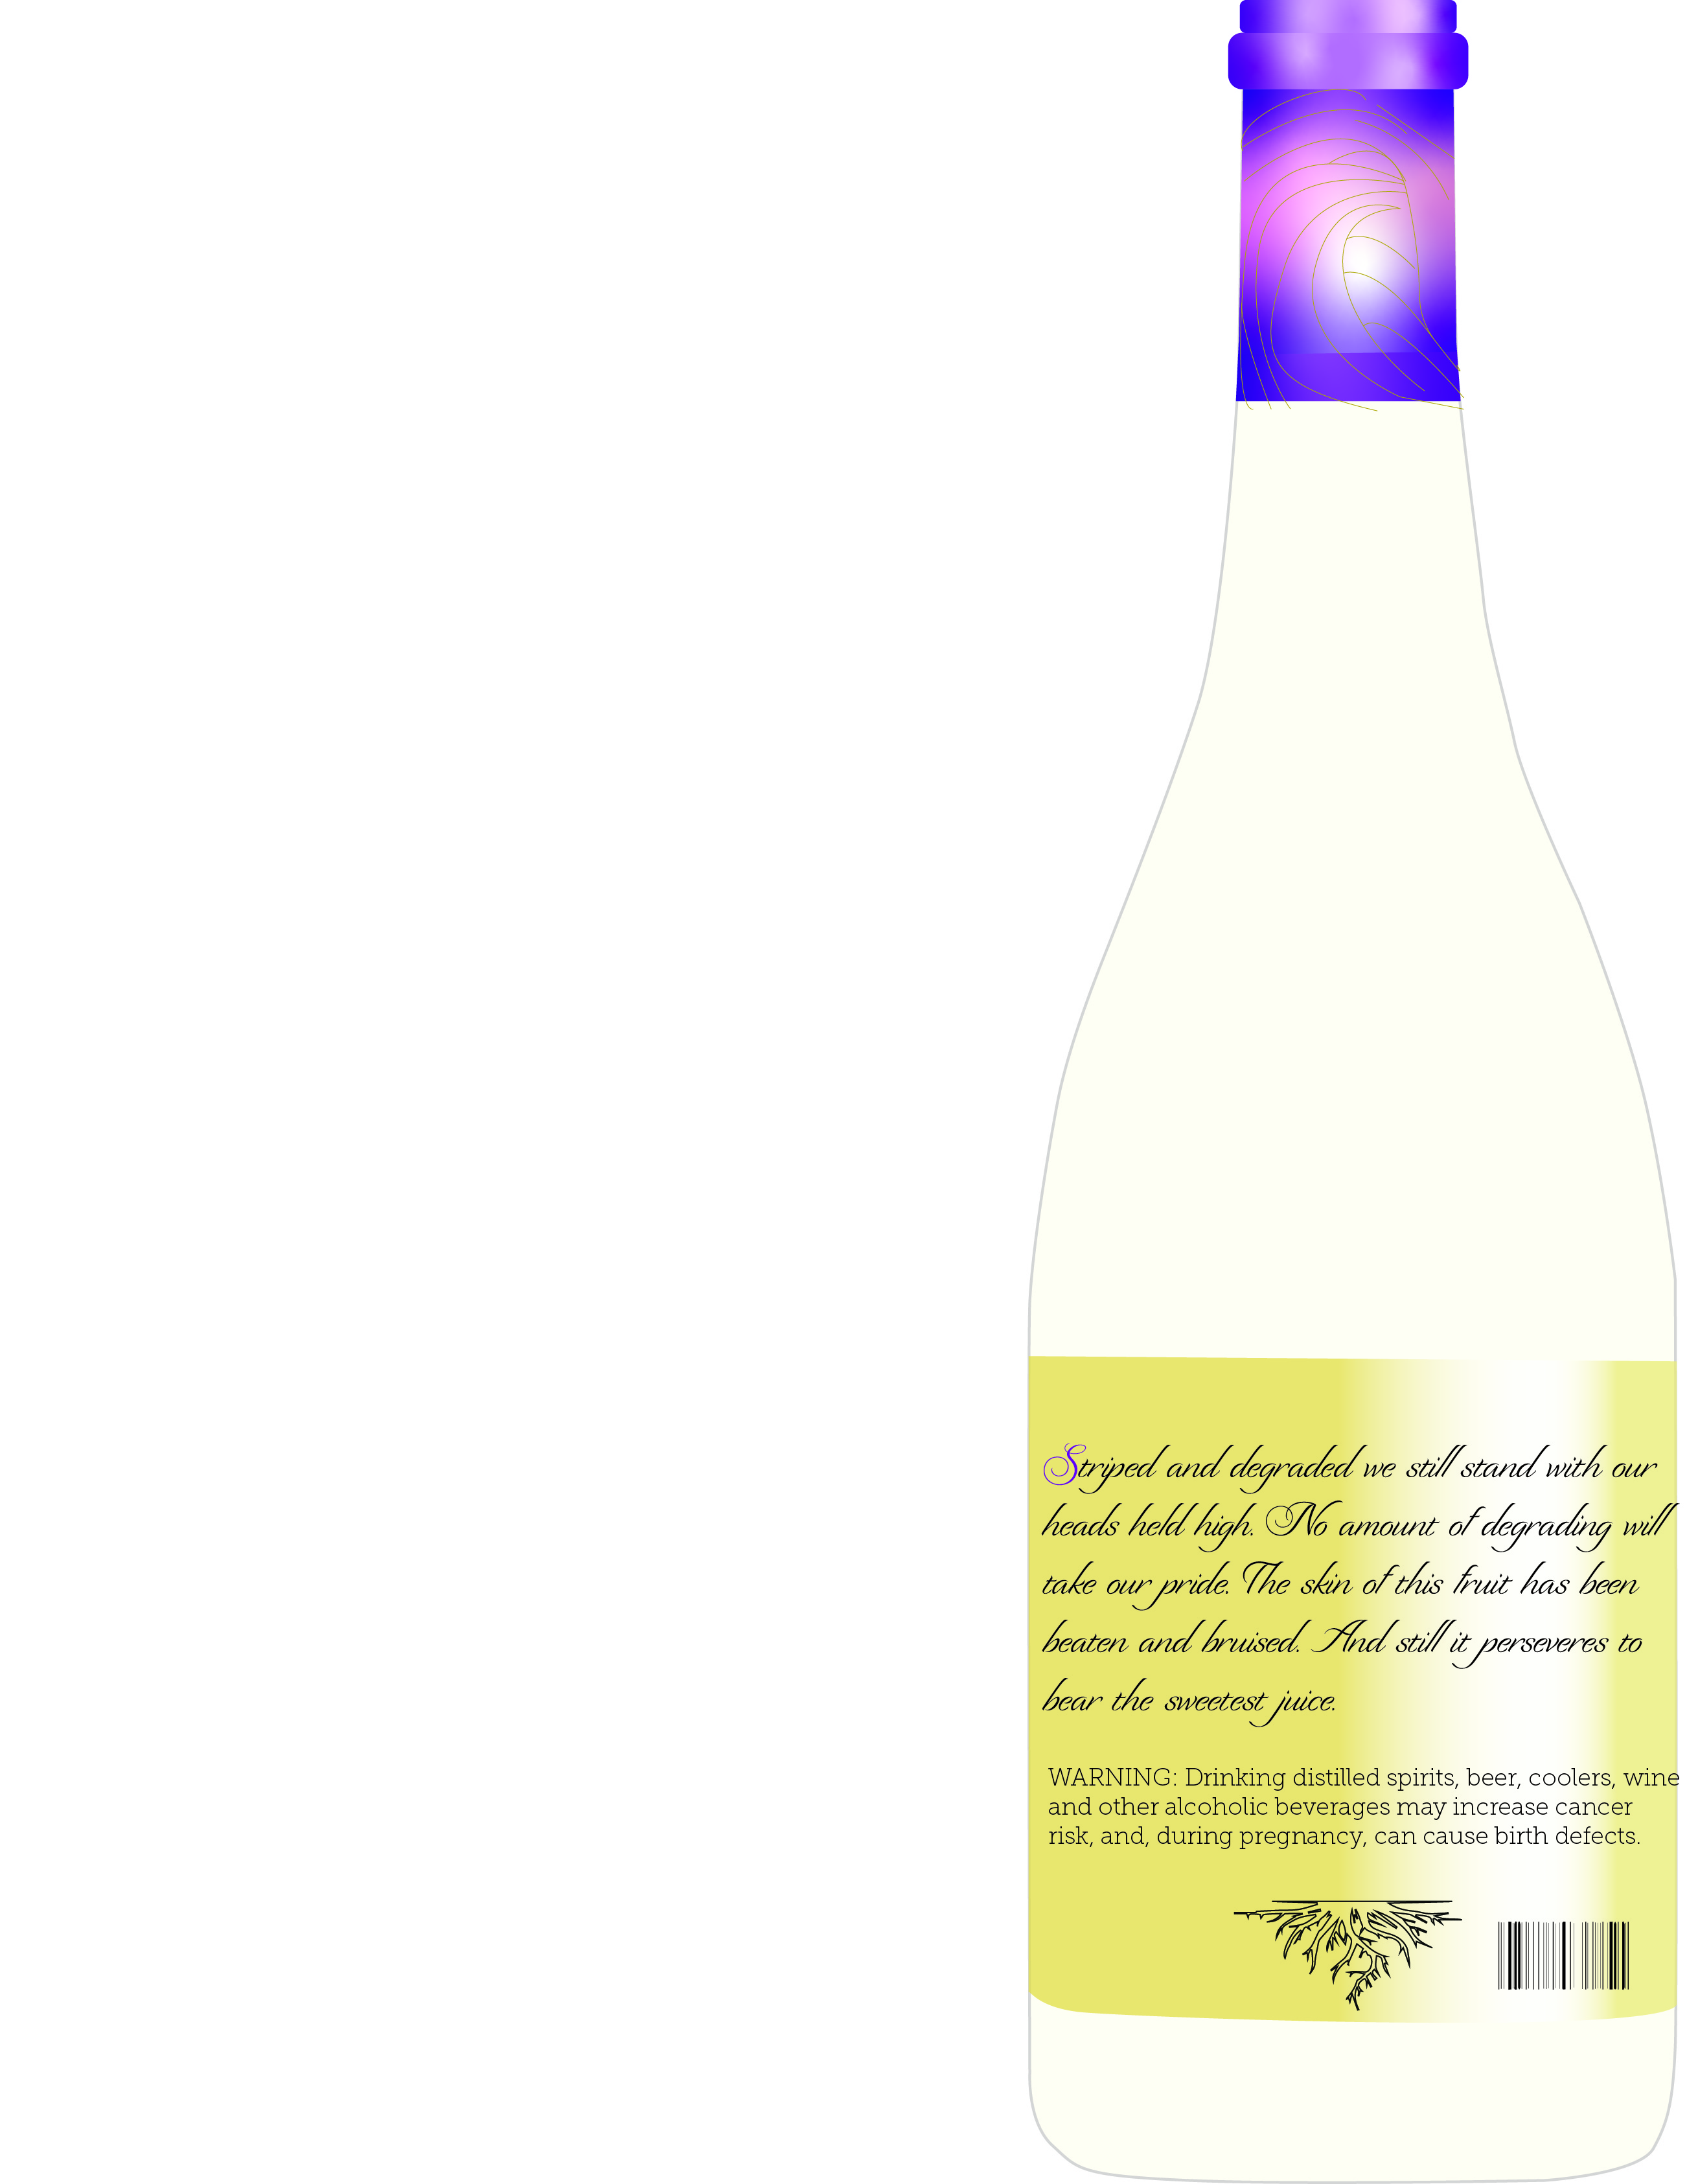 Striped and degraded we still stand with our
heads held high. No amount of degrading will
take our pride. The skin of this fruit has been
beaten and bruised. And still it perseveres to
bear the sweetest juice.
WARNING: Drinking distilled spirits, beer, coolers, wine
and other alcoholic beverages may increase cancer
risk, and, during pregnancy, can cause birth defects.